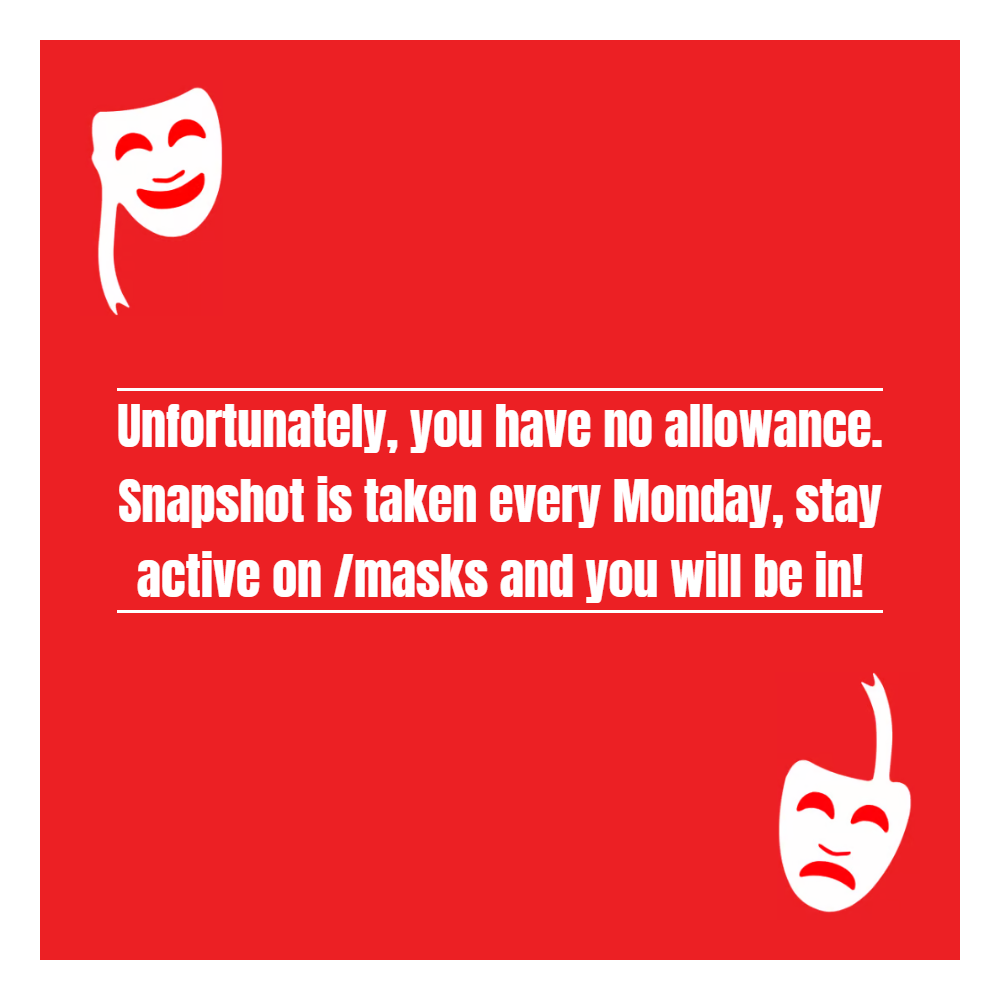 Unfortunately, you have no allowance.
Snapshot is taken every Monday, stay
active on /masks and you will be in!